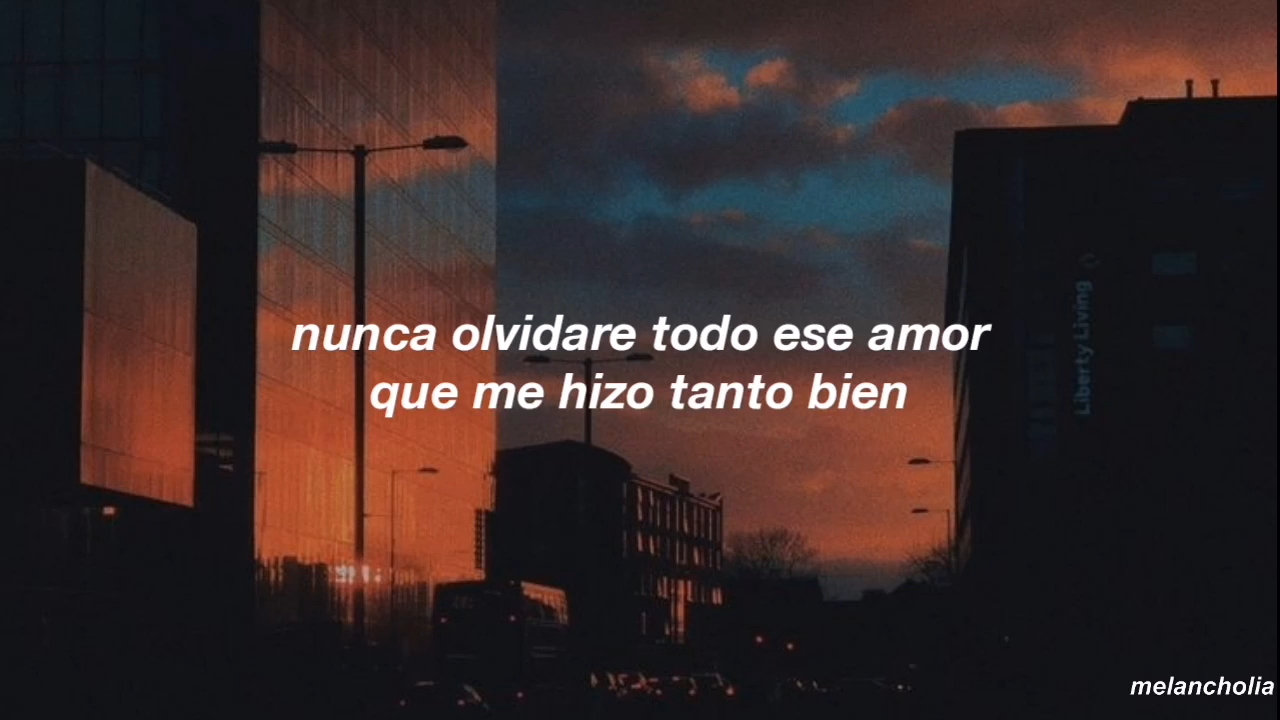 nunca olvidare todo ese amor
que me hizo tanto bien
Liberty Living
melancholia